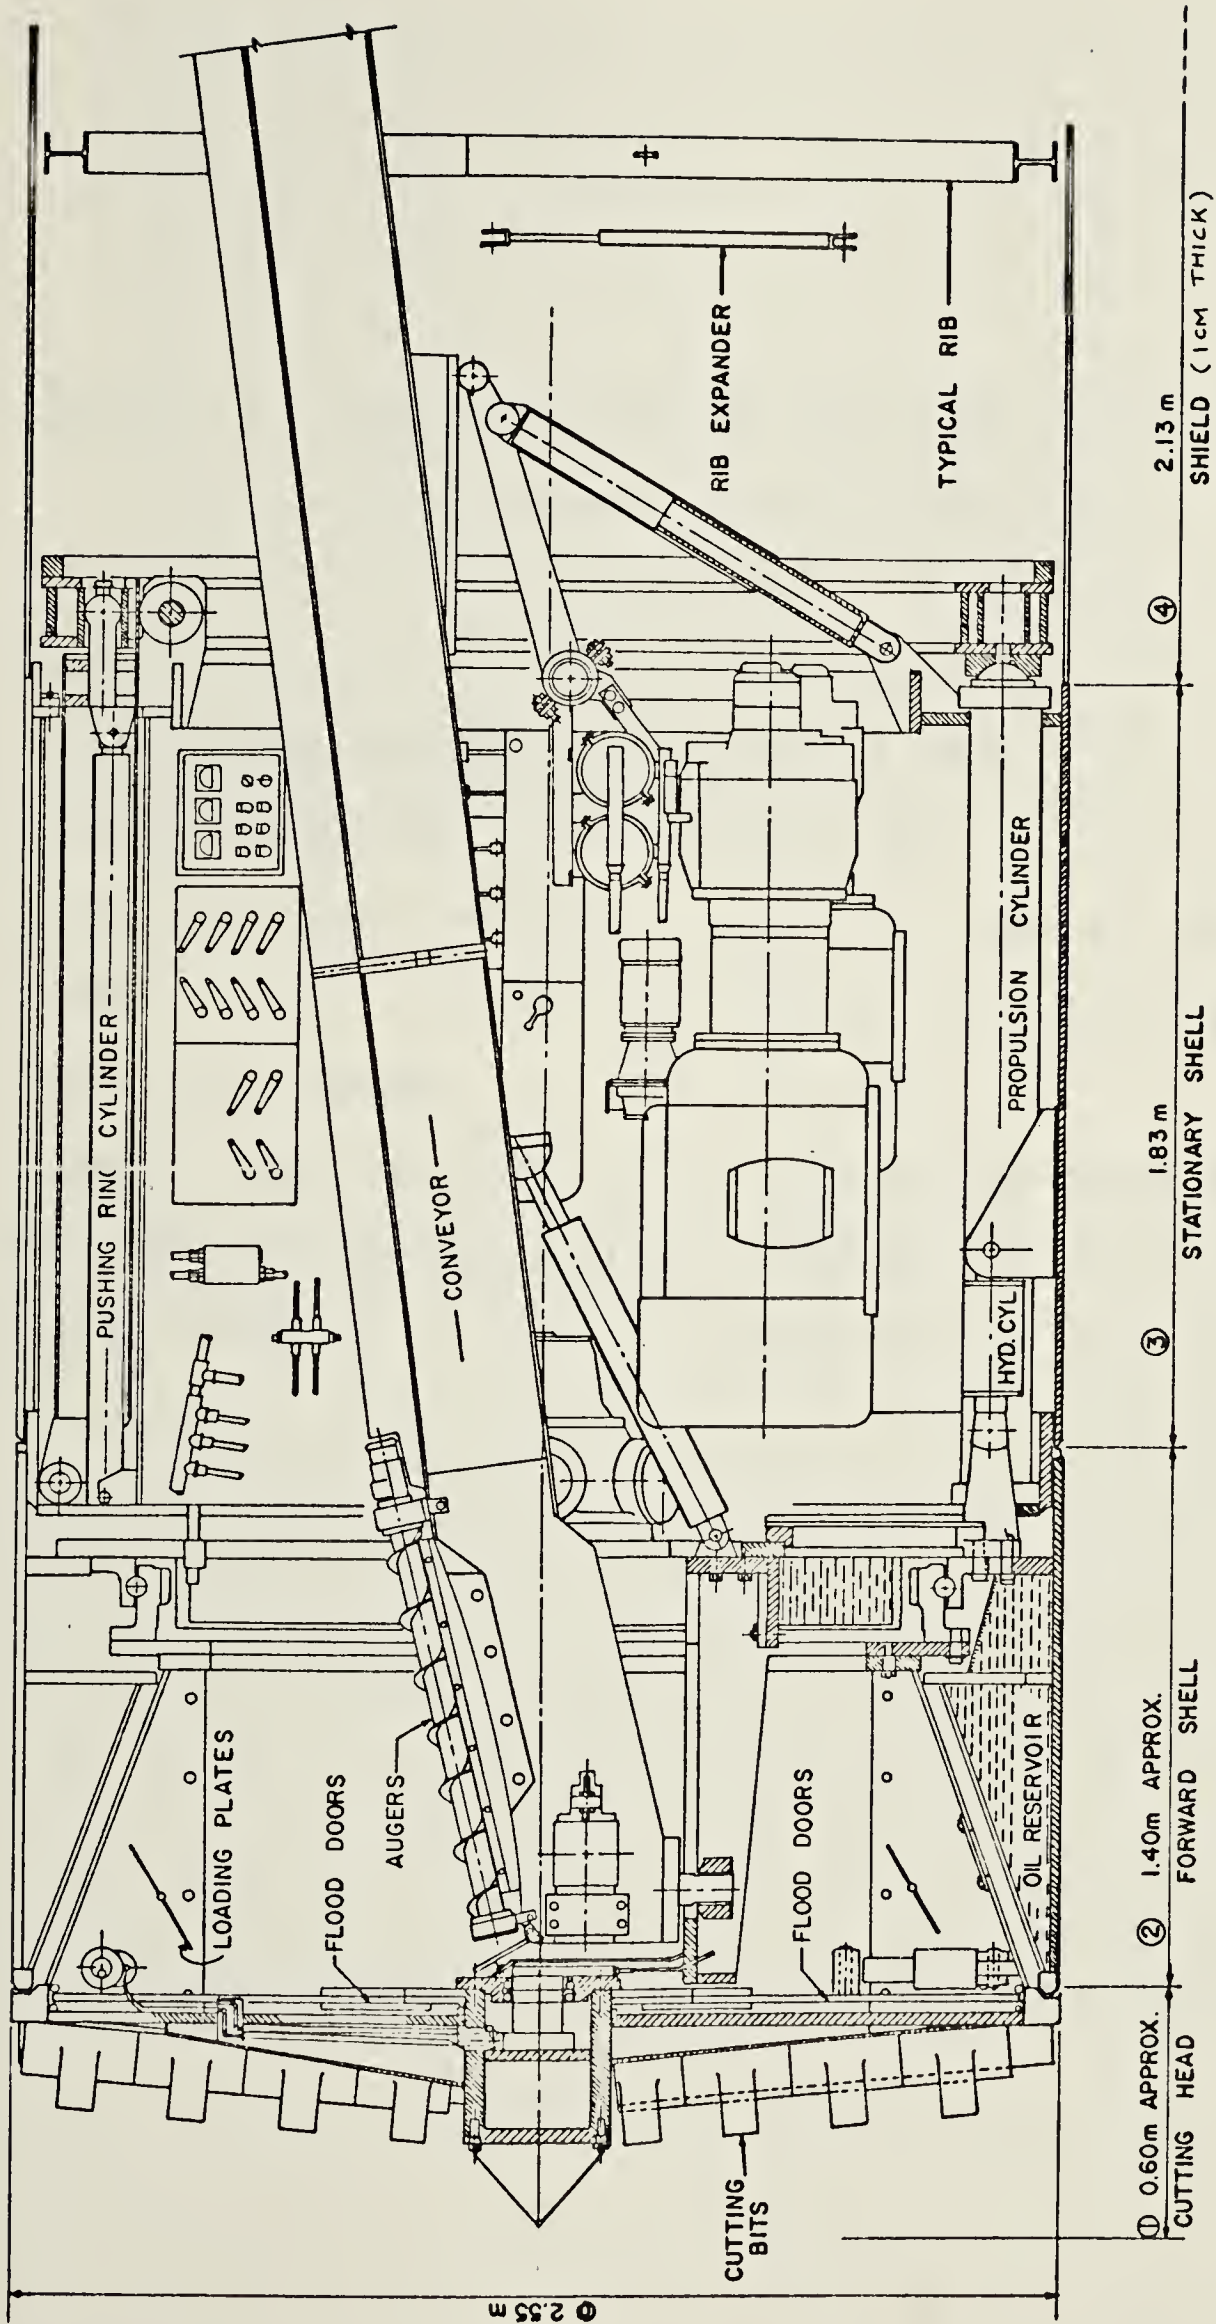 PUSHING RING CYLINDER
CONVEYOR
LOADING PLATES
FLOOD DOORS
AUGERS
RIB EXPANDER
TYPICAL RIB
PROPULSION CYLINDER
HYD. CYL.
FLOOD DOORS
OIL RESERVOIR
CUTTING
BITS
2.55 m
① 0.60m APPROX.
CUTTING HEAD
② 1.40m APPROX.
FORWARD SHELL
③ 1.83 m
STATIONARY SHELL
④ 2.13 m
SHIELD (1CM THICK)